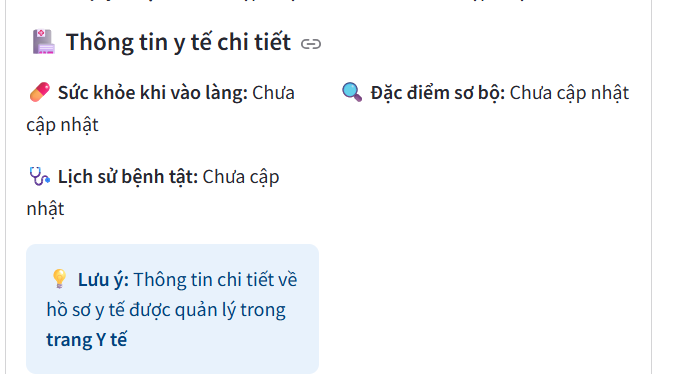 Thông tin y tế chi tiết
Sức khỏe khi vào làng: Chưa
cập nhật
Đặc điểm sơ bộ: Chưa cập nhật
Lịch sử bệnh tật: Chưa cập
nhật
Lưu ý: Thông tin chi tiết về
hồ sơ y tế được quản lý trong
trang Y tế